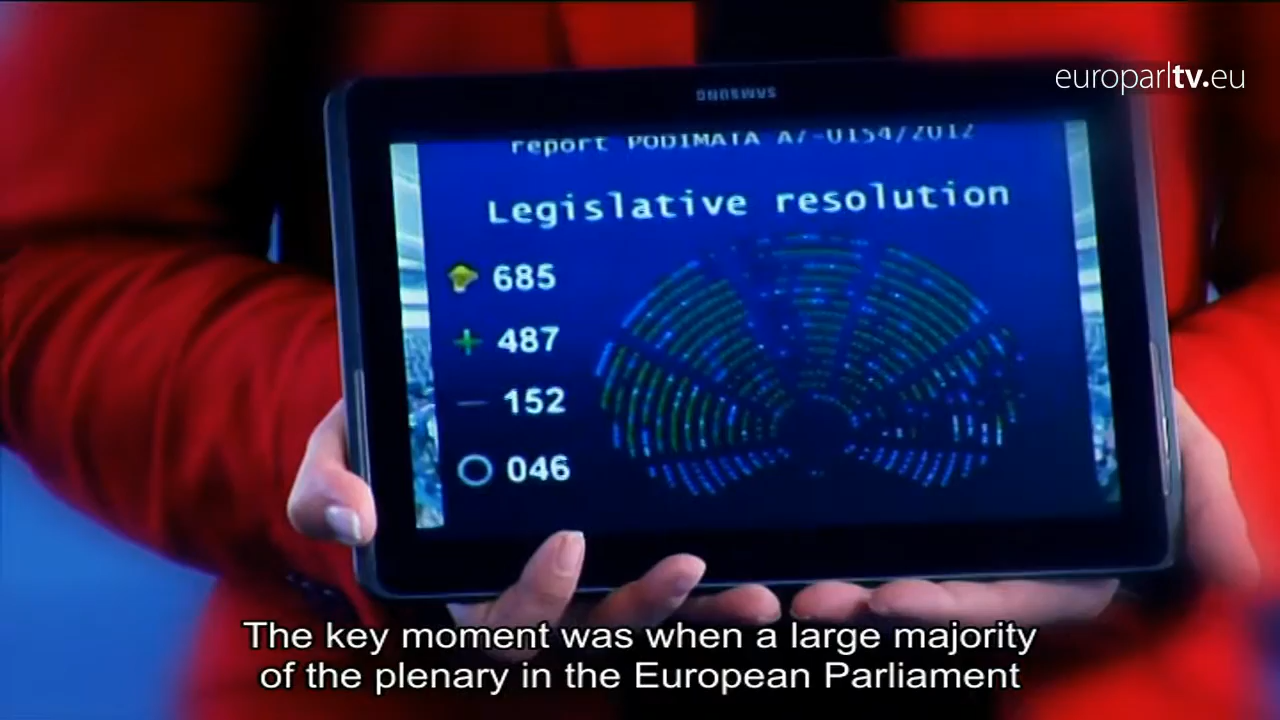 europarltv.eu
SAMSUNG
report PODIMATA A7-0154/2012
Legislative resolution
685
+ 487
– 152
046
The key moment was when a large majority
of the plenary in the European Parliament